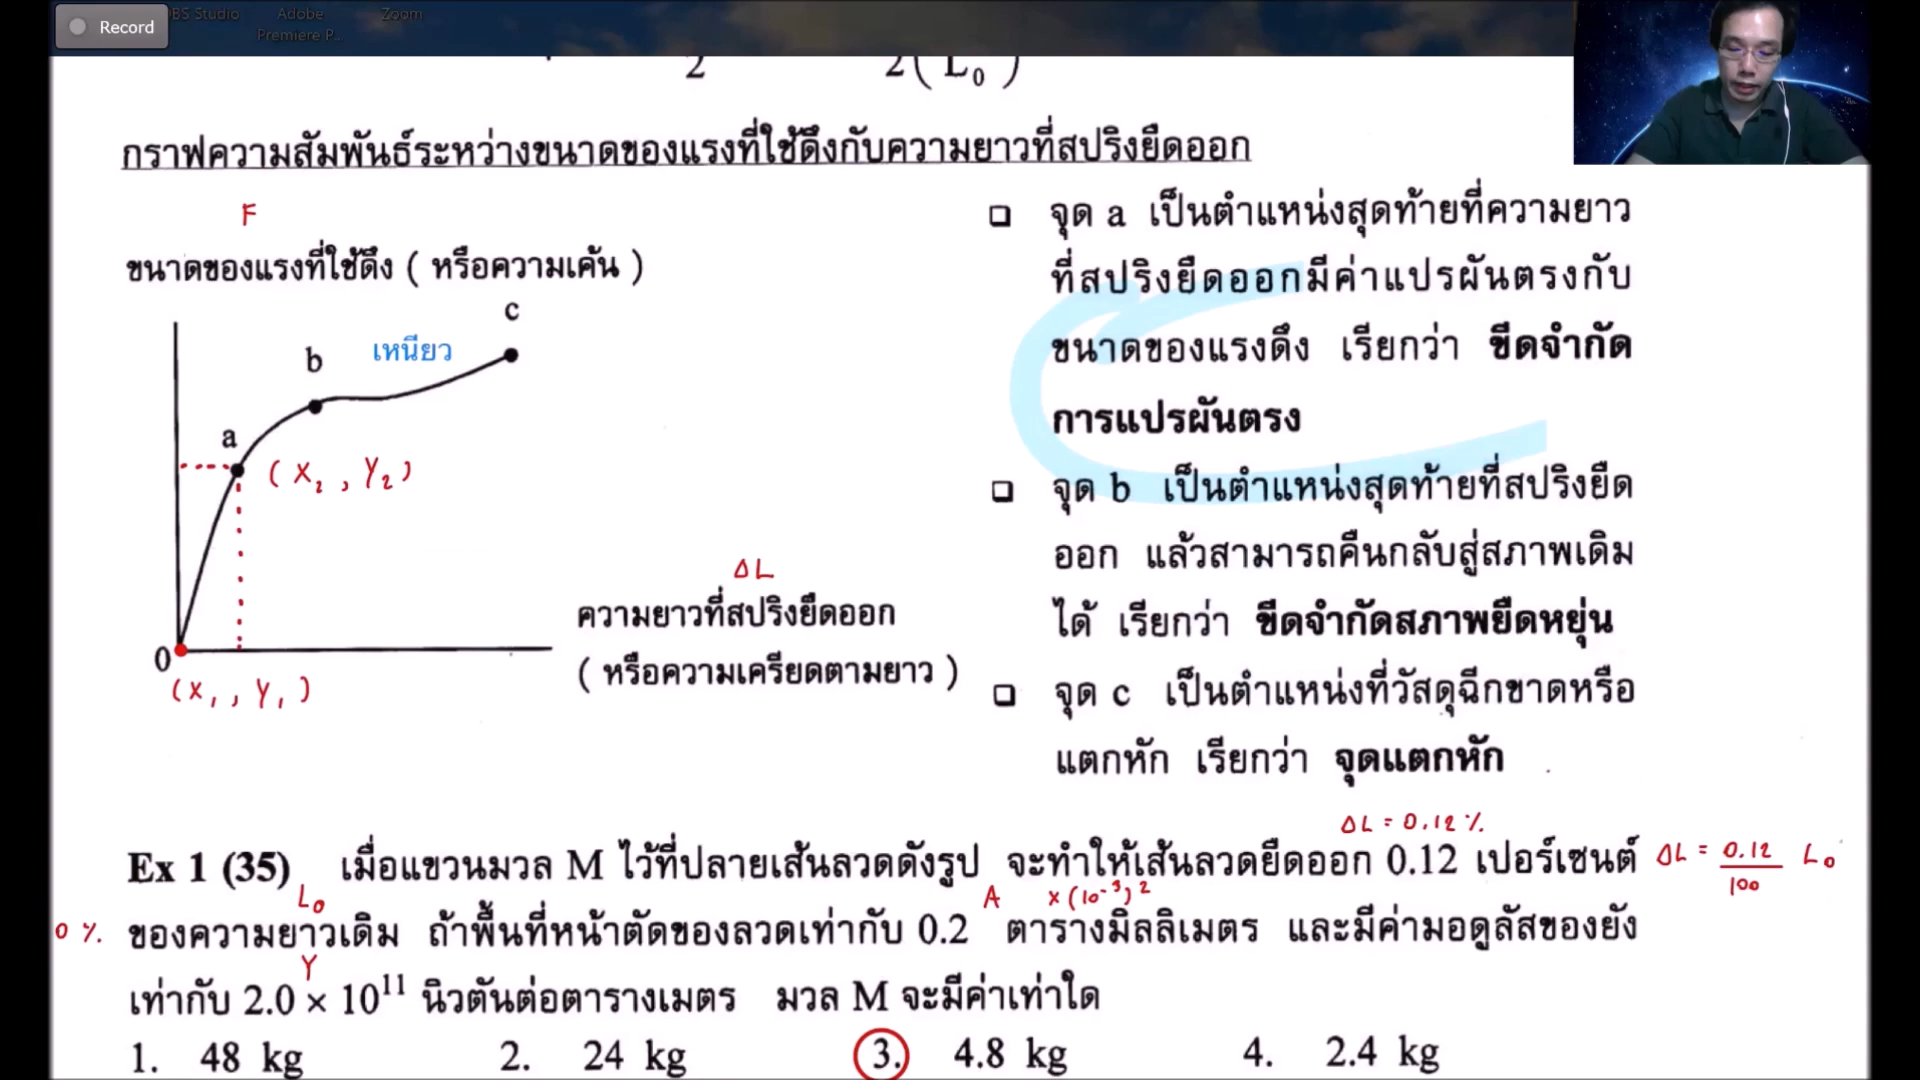 Record
OBS Studio
Adobe
Premiere P...
Zoom
2
2( L₀ )
กราฟความสัมพันธ์ระหว่างขนาดของแรงที่ใช้ดึงกับความยาวที่สปริงยืดออก
F
ขนาดของแรงที่ใช้ดึง ( หรือความเค้น )
c
เหนียว
b
a
( X₂ , Y₂ )
ΔL
ความยาวที่สปริงยืดออก
0
( หรือความเครียดตามยาว )
( X₁ , Y₁ )
❑ จุด a เป็นตำแหน่งสุดท้ายที่ความยาว
ที่สปริงยืดออกมีค่าแปรผันตรงกับ
ขนาดของแรงดึง เรียกว่า ขีดจำกัด
การแปรผันตรง
❑ จุด b เป็นตำแหน่งสุดท้ายที่สปริงยืด
ออก แล้วสามารถคืนกลับสู่สภาพเดิม
ได้ เรียกว่า ขีดจำกัดสภาพยืดหยุ่น
❑ จุด c เป็นตำแหน่งที่วัสดุฉีกขาดหรือ
แตกหัก เรียกว่า จุดแตกหัก
ΔL = 0.12 %
Ex 1 (35) เมื่อแขวนมวล M ไว้ที่ปลายเส้นลวดดังรูป จะทำให้เส้นลวดยืดออก 0.12 เปอร์เซนต์
ΔL = 0.12/100 L₀
L₀
A
×(10⁻³)²
0 %.
ของความยาวเดิม ถ้าพื้นที่หน้าตัดของลวดเท่ากับ 0.2 ตารางมิลลิเมตร และมีค่ามอดูลัสของยัง
Y
เท่ากับ 2.0 × 10¹¹ นิวตันต่อตารางเมตร มวล M จะมีค่าเท่าใด
1. 48 kg 2. 24 kg 3. 4.8 kg 4. 2.4 kg